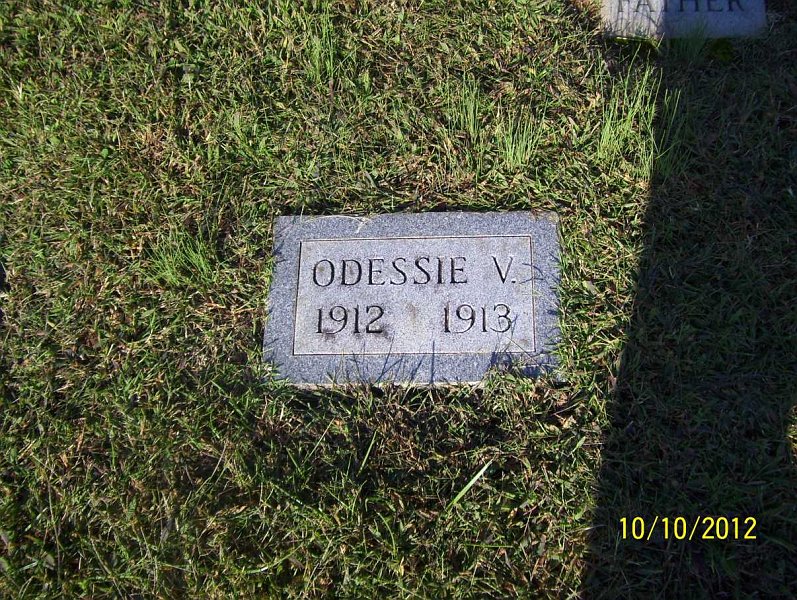 FATHER
ODESSIE V.
1912 1913
10/10/2012